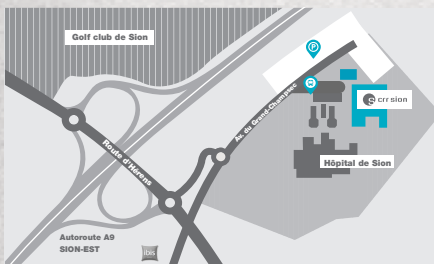 Golf club de Sion
P
crr sion
Av. du Grand-Champsec
Hôpital de Sion
Route d'Hérens
Autoroute A9
SION-EST
ibis